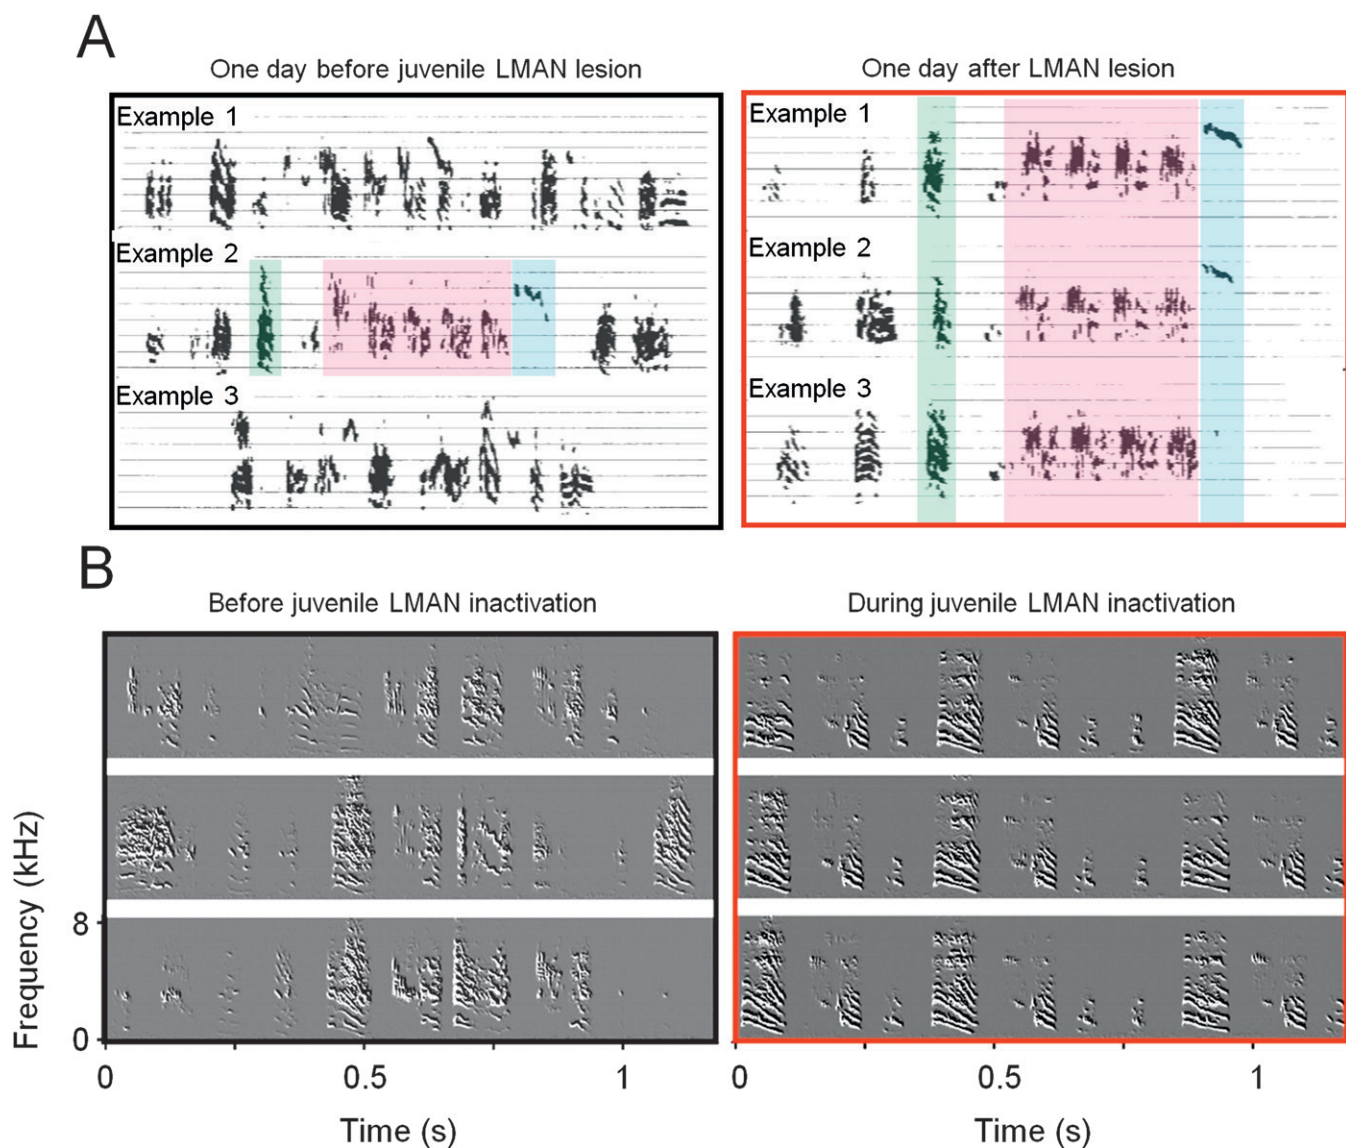 A
One day before juvenile LMAN lesion
One day after LMAN lesion
Example 1
Example 2
Example 3
Example 1
Example 2
Example 3
B
Before juvenile LMAN inactivation
During juvenile LMAN inactivation
Frequency (kHz)
8
0
0 0.5 1
0 0.5 1
Time (s)
Time (s)